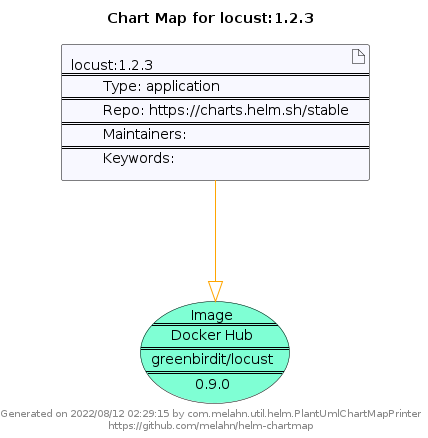 Chart Map for locust:1.2.3
locust:1.2.3
Type: application
Repo: https://charts.helm.sh/stable
Maintainers:
Keywords:
Image
Docker Hub
greenbirdit/locust
0.9.0
Generated on 2022/08/12 02:29:15 by com.melahn.util.helm.PlantUmlChartMapPrinter
https://github.com/melahn/helm-chartmap